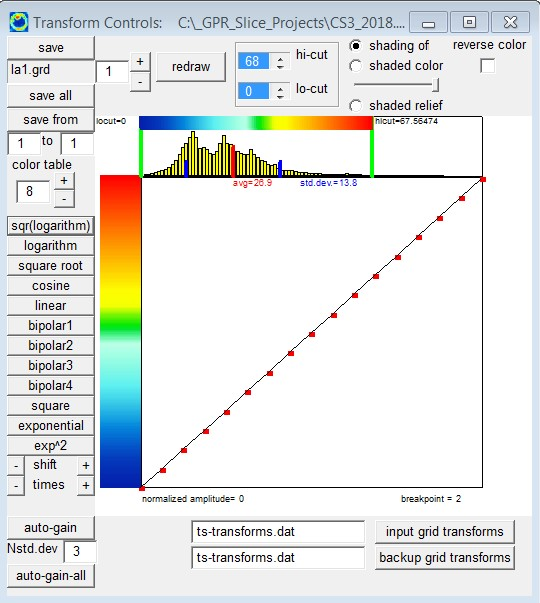 Transform Controls: C:\_GPR_Slice_Projects\CS3_2018....
save
la1.grd 1 + -
redraw
68 hi-cut
0 lo-cut
shading of
shaded color
shaded relief
reverse color
save all
save from
1 to 1
color table
8 + -
locut=0
hicut=67.56474
avg=26.9
std.dev.=13.8
sqr(logarithm)
logarithm
square root
cosine
linear
bipolar1
bipolar2
bipolar3
bipolar4
square
exponential
exp^2
- shift +
- times +
normalized amplitude= 0
breakpoint = 2
auto-gain
Nstd.dev 3
auto-gain-all
ts-transforms.dat
input grid transforms
ts-transforms.dat
backup grid transforms